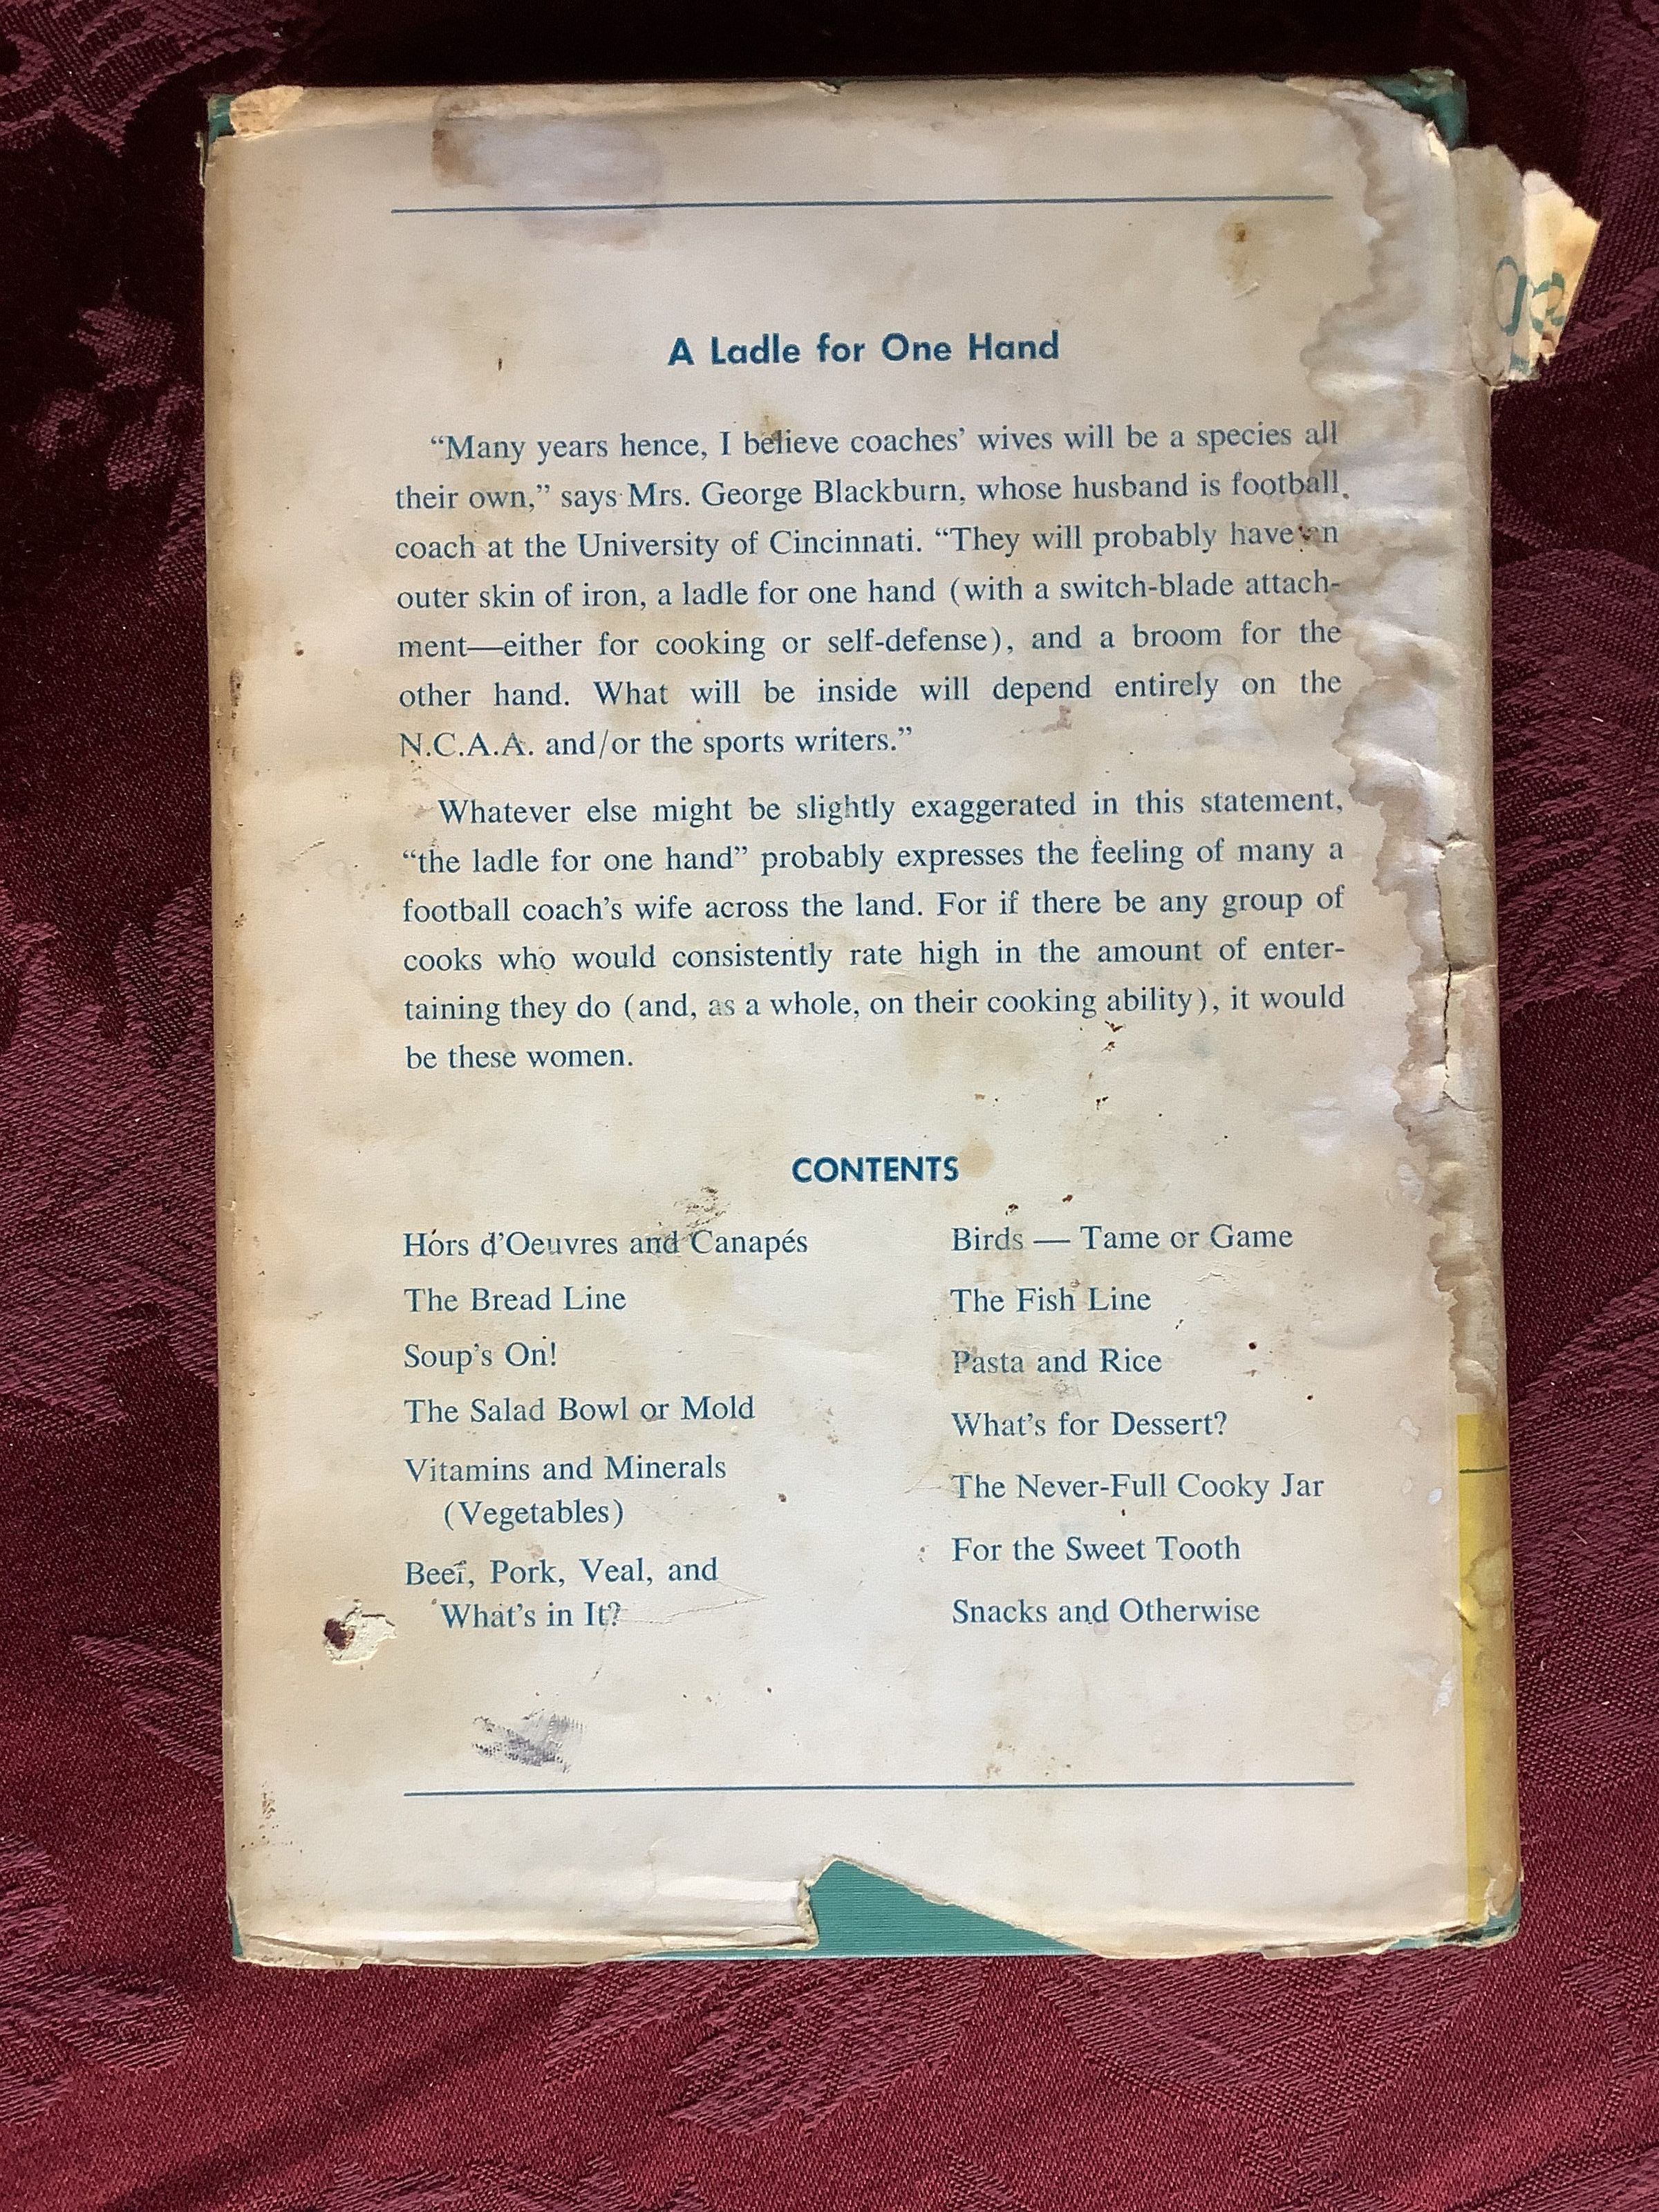 A Ladle for One Hand
“Many years hence, I believe coaches’ wives will be a species all
their own,” says Mrs. George Blackburn, whose husband is football
coach at the University of Cincinnati. “They will probably have an
outer skin of iron, a ladle for one hand (with a switch-blade attach-
ment—either for cooking or self-defense), and a broom for the
other hand. What will be inside will depend entirely on the
N.C.A.A. and/or the sports writers.”
Whatever else might be slightly exaggerated in this statement,
“the ladle for one hand” probably expresses the feeling of many a
football coach’s wife across the land. For if there be any group of
cooks who would consistently rate high in the amount of enter-
taining they do (and, as a whole, on their cooking ability), it would
be these women.
CONTENTS
Hors d’Oeuvres and Canapés
The Bread Line
Soup’s On!
The Salad Bowl or Mold
Vitamins and Minerals
(Vegetables)
Beef, Pork, Veal, and
What’s in It?
Birds — Tame or Game
The Fish Line
Pasta and Rice
What’s for Dessert?
The Never-Full Cooky Jar
For the Sweet Tooth
Snacks and Otherwise